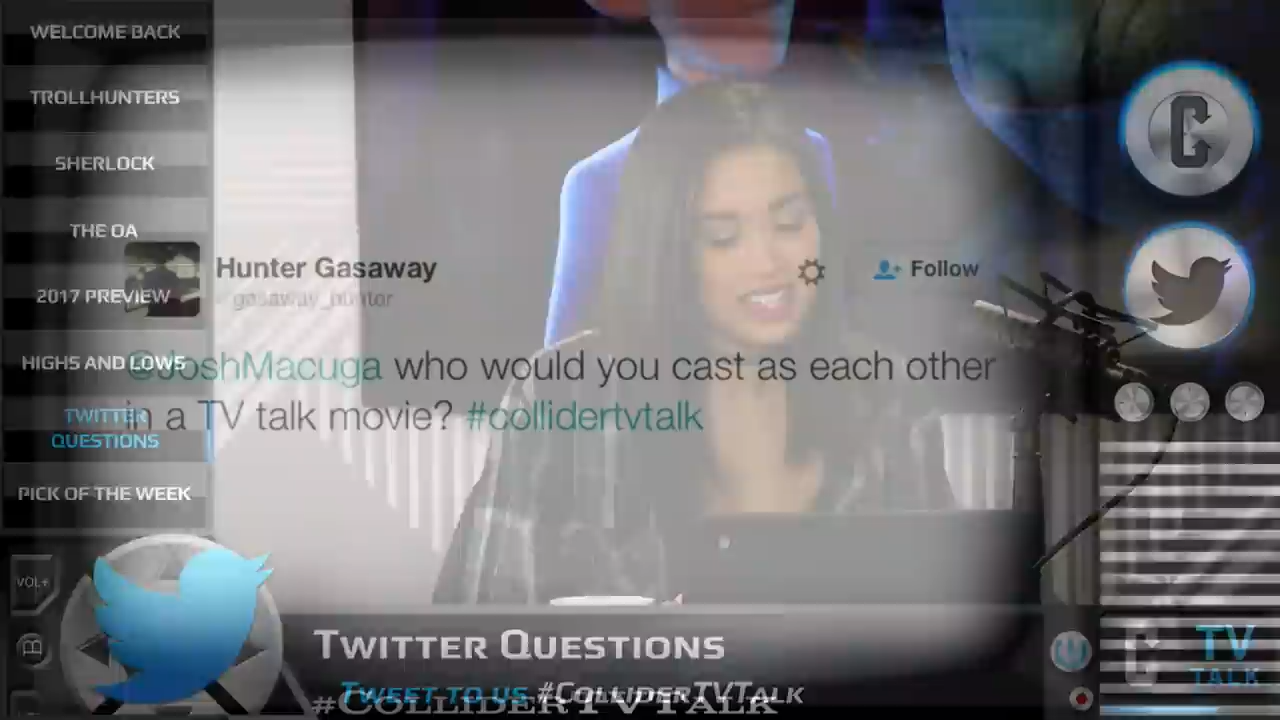 WELCOME BACK
TROLLHUNTERS
SHERLOCK
THE OA
2017 PREVIEW
HIGHS AND LOWS
TWITTER
QUESTIONS
PICK OF THE WEEK
Hunter Gasaway
gasaway_hunter
Follow
@JoshMacuga who would you cast as each other
in a TV talk movie? #collidertvtalk
VOL+
TWITTER QUESTIONS
TWEET TO US #COLLIDERTVTALK
#COLLIDERTVTALK
C
TV
TALK